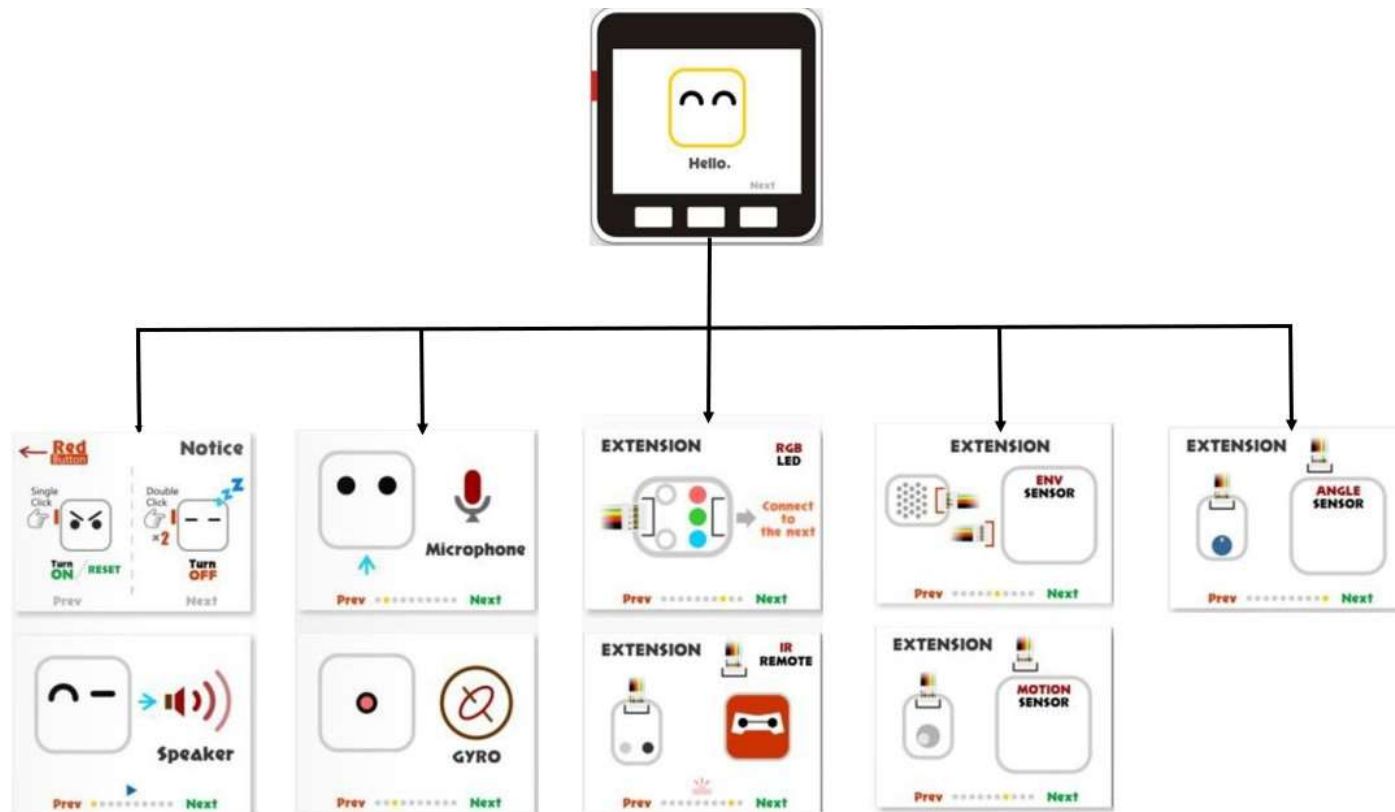 Hello.
Next
Red
Button
Notice
Single
Click
Double
Click
×2
zzZ
Turn
ON / RESET
Turn
OFF
Prev
Next
Microphone
Prev
Next
EXTENSION
RGB
LED
Connect
to
the next
Prev
Next
EXTENSION
ENV
SENSOR
Prev
Next
EXTENSION
ANGLE
SENSOR
Prev
Next
Speaker
Prev
Next
GYRO
Prev
Next
EXTENSION
IR
REMOTE
Prev
Next
EXTENSION
MOTION
SENSOR
Prev
Next